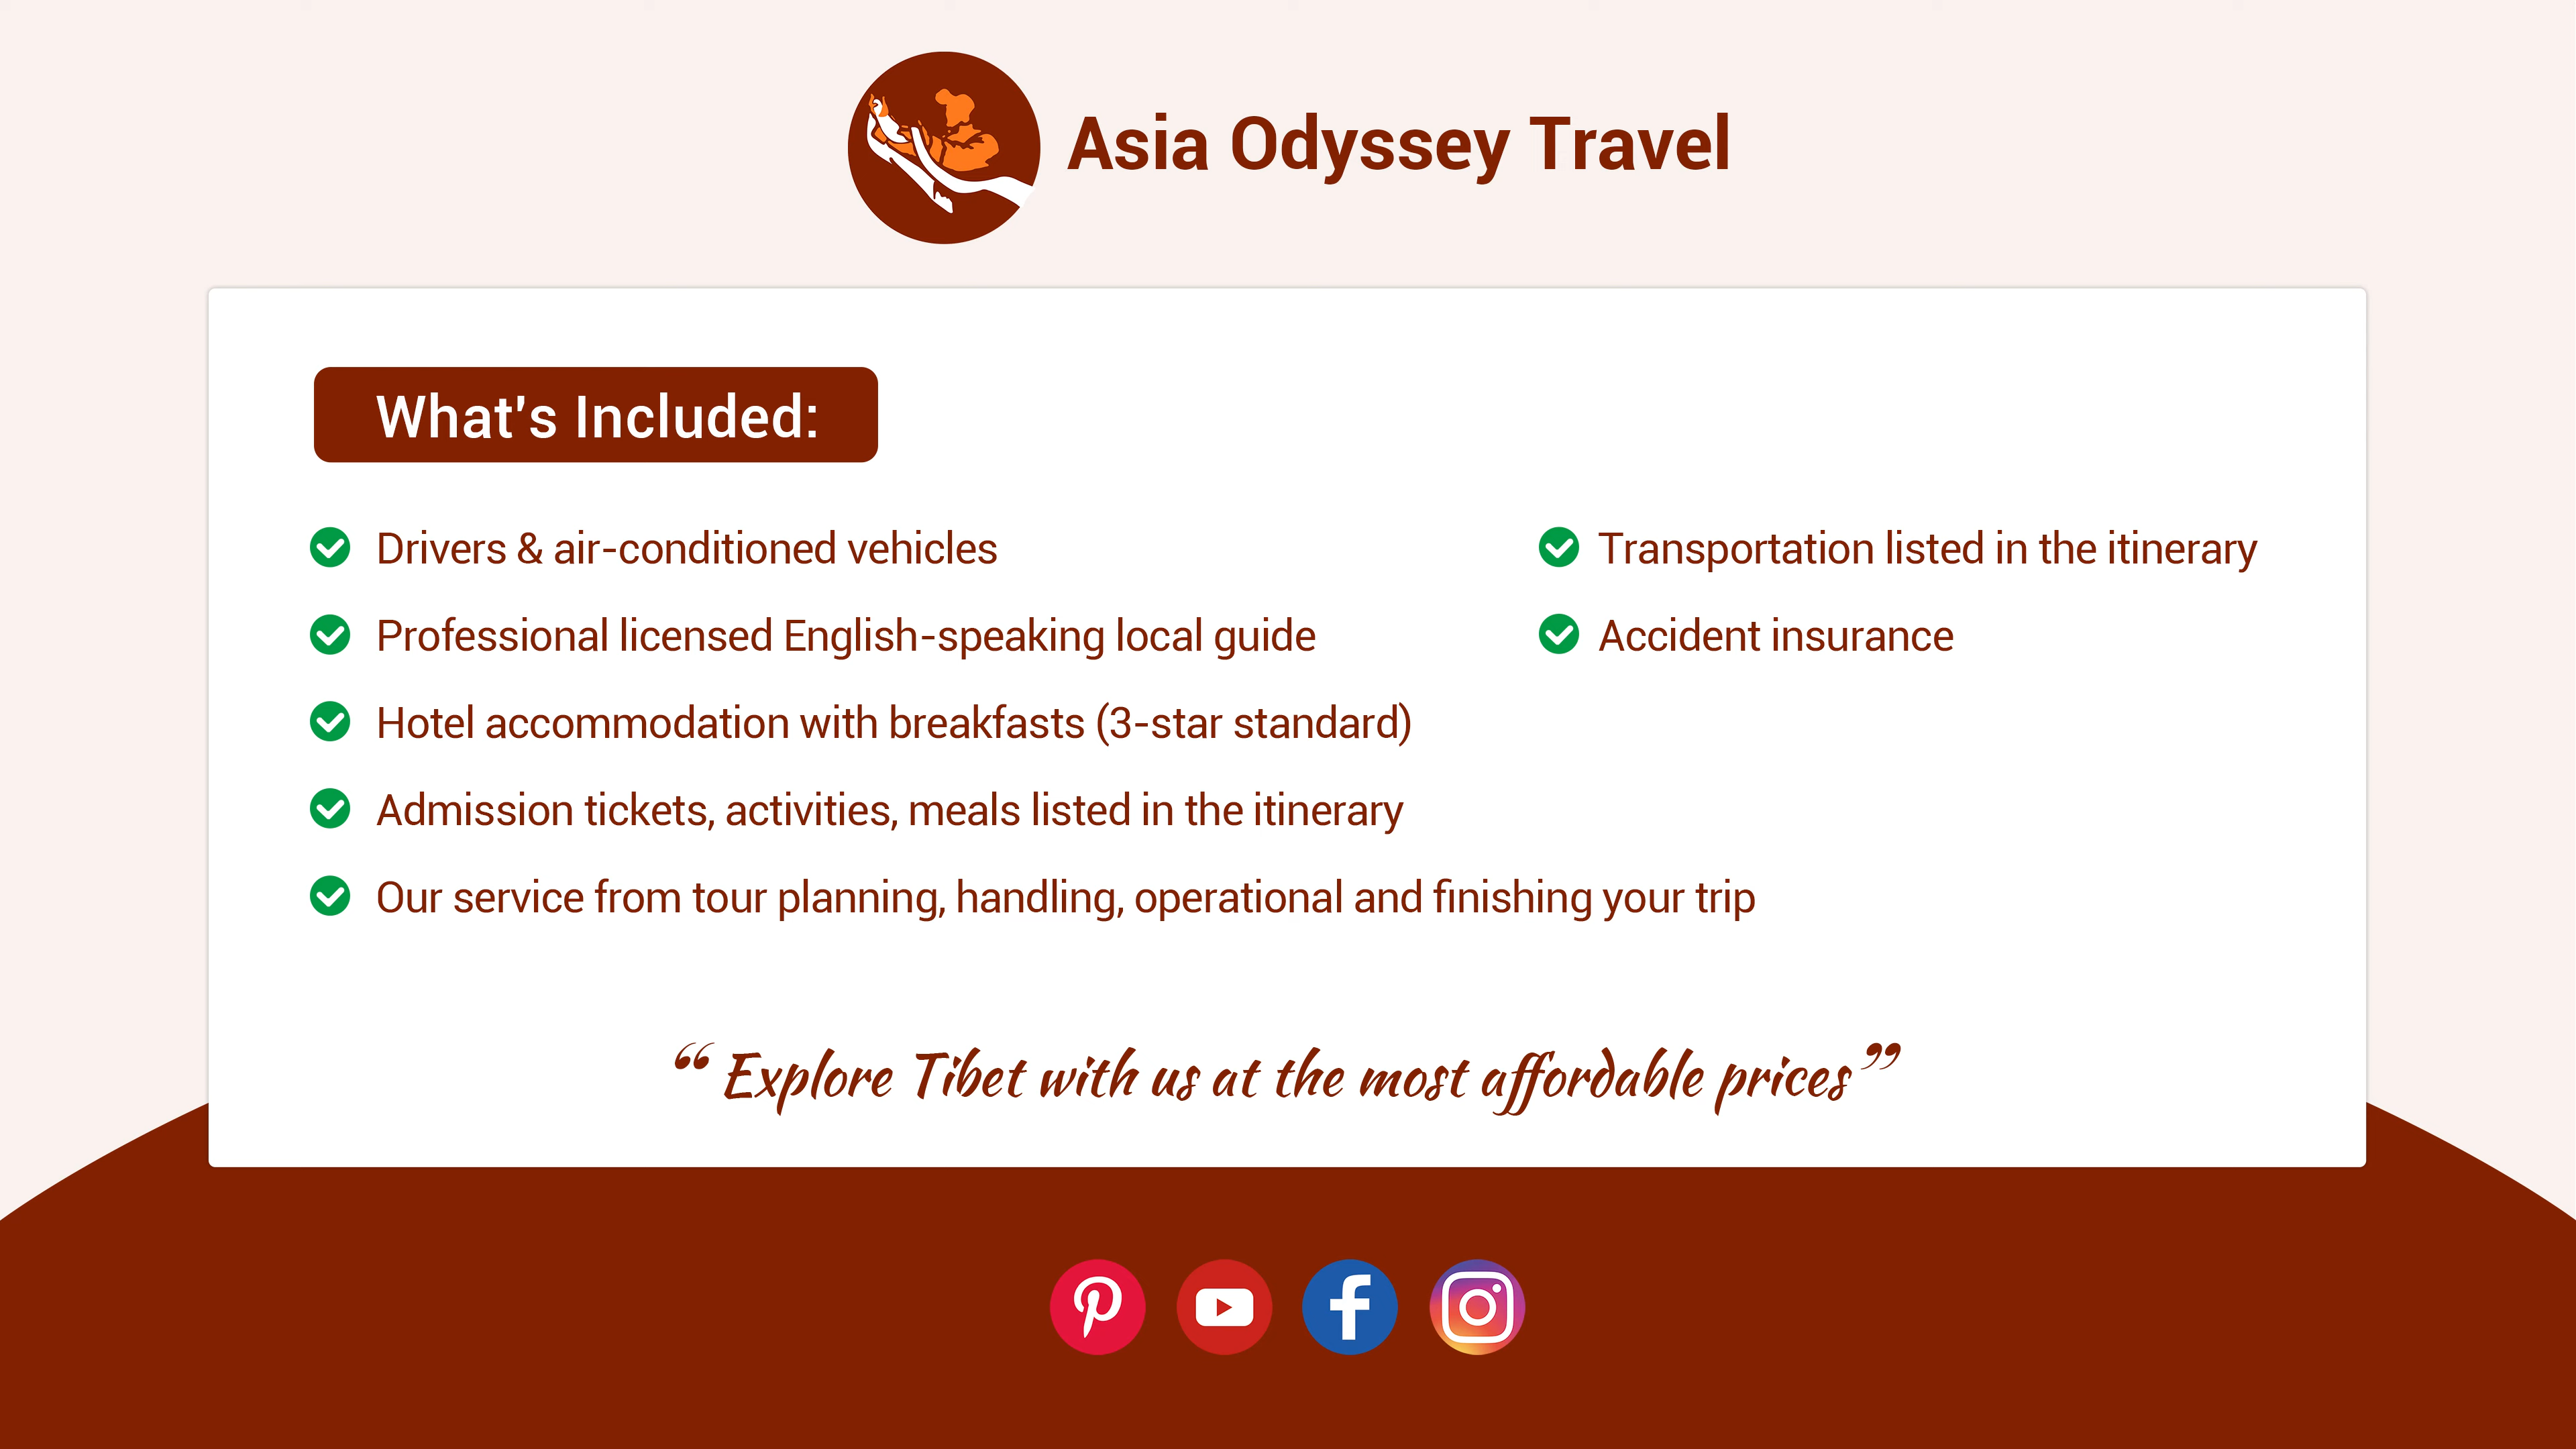 Asia Odyssey Travel
What's Included:
Drivers & air-conditioned vehicles
Professional licensed English-speaking local guide
Hotel accommodation with breakfasts (3-star standard)
Admission tickets, activities, meals listed in the itinerary
Our service from tour planning, handling, operational and finishing your trip
Transportation listed in the itinerary
Accident insurance
“ Explore Tibet with us at the most affordable prices”